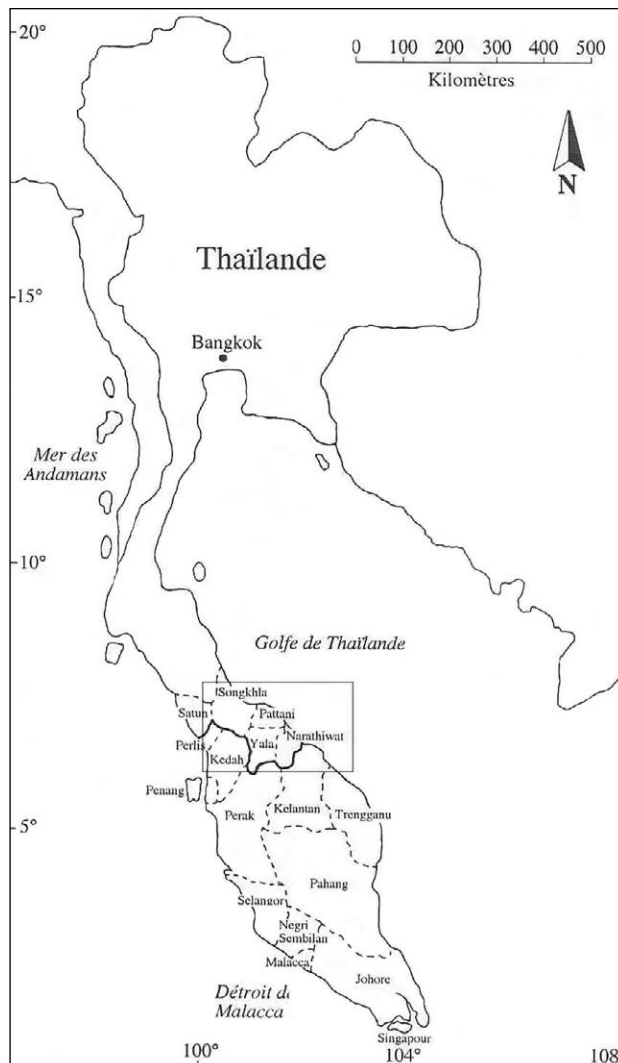 20°
0 100 200 300 400 500
Kilomètres
N
Thaïlande
15°
Bangkok
Mer des
Andamans
10°
Golfe de Thaïlande
Songkhla
Satun
Pattani
Perlis
Yala
Narathiwat
Kedah
Penang
Perak
Kelantan
Trengganu
5°
Pahang
Selangor
Negri
Sembilan
Malacca
Johore
Détroit d
Malacca
Singapour
100°
104°
108